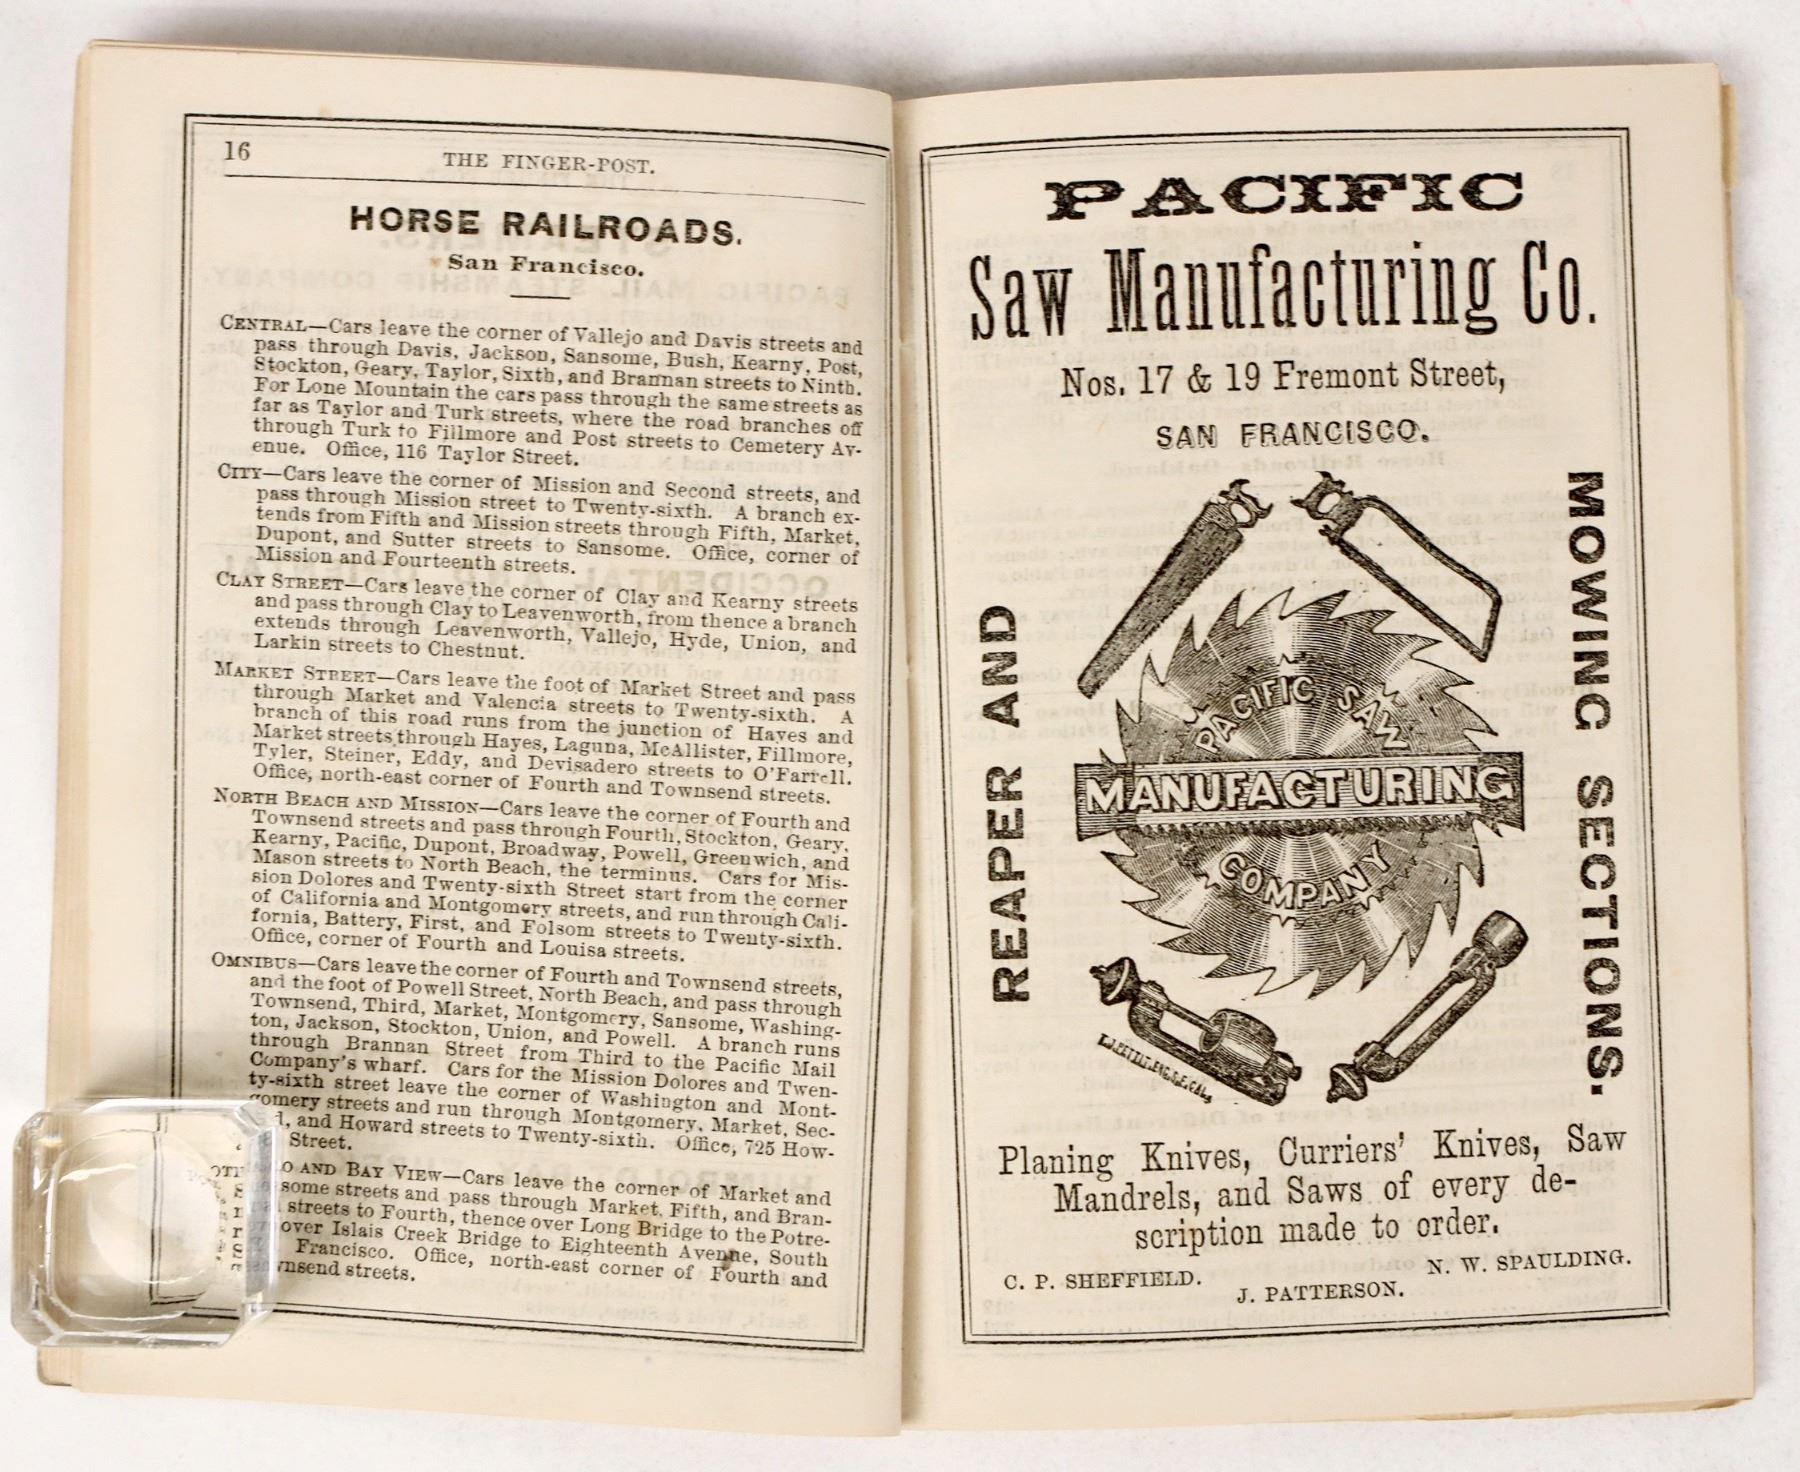 16
THE FINGER-POST.
HORSE RAILROADS.
San Francisco.
CENTRAL—Cars leave the corner of Vallejo and Davis streets and
pass through Davis, Jackson, Sansome, Bush, Kearny, Post,
Stockton, Geary, Taylor, Sixth, and Brannan streets to Ninth.
For Lone Mountain the cars pass through the same streets as
far as Taylor and Turk streets, where the road branches off
through Turk to Fillmore and Post streets to Cemetery Av-
enue. Office, 116 Taylor Street.
CITY—Cars leave the corner of Mission and Second streets, and
pass through Mission street to Twenty-sixth. A branch ex-
tends from Fifth and Mission streets through Fifth, Market,
Dupont, and Sutter streets to Sansome. Office, corner of
Mission and Fourteenth streets.
CLAY STREET—Cars leave the corner of Clay and Kearny streets
and pass through Clay to Leavenworth, from thence a branch
extends through Leavenworth, Vallejo, Hyde, Union, and
Larkin streets to Chestnut.
MARKET STREET—Cars leave the foot of Market Street and pass
through Market and Valencia streets to Twenty-sixth. A
branch of this road runs from the junction of Hayes and
Market streets through Hayes, Laguna, McAllister, Fillmore,
Tyler, Steiner, Eddy, and Devisadero streets to O'Farrell.
Office, north-east corner of Fourth and Townsend streets.
NORTH BEACH AND MISSION—Cars leave the corner of Fourth and
Townsend streets and pass through Fourth, Stockton, Geary,
Kearny, Pacific, Dupont, Broadway, Powell, Greenwich, and
Mason streets to North Beach, the terminus. Cars for Mis-
sion Dolores and Twenty-sixth Street start from the corner
of California and Montgomery streets, and run through Cali-
fornia, Battery, First, and Folsom streets to Twenty-sixth.
Office, corner of Fourth and Louisa streets.
OMNIBUS—Cars leave the corner of Fourth and Townsend streets,
and the foot of Powell Street, North Beach, and pass through
Townsend, Third, Market, Montgomery, Sansome, Washing-
ton, Jackson, Stockton, Union, and Powell. A branch runs
through Brannan Street from Third to the Pacific Mail
Company's wharf. Cars for the Mission Dolores and Twen-
ty-sixth street leave the corner of Washington and Mont-
gomery streets and run through Montgomery, Market, Sec-
and Howard streets to Twenty-sixth. Office, 725 How-
Street.
AND BAY VIEW—Cars leave the corner of Market and
some streets and pass through Market, Fifth, and Bran-
streets to Fourth, thence over Long Bridge to the Potre-
over Islais Creek Bridge to Eighteenth Avenue, South
Francisco. Office, north-east corner of Fourth and
streets.
PACIFIC
Saw Manufacturing Co.
Nos. 17 & 19 Fremont Street,
SAN FRANCISCO.
REAPER AND
MOWING SECTIONS.
PACIFIC SAW
MANUFACTURING
COMPANY
Planing Knives, Curriers' Knives, Saw
Mandrels, and Saws of every de-
scription made to order.
C. P. SHEFFIELD.
N. W. SPAULDING.
J. PATTERSON.